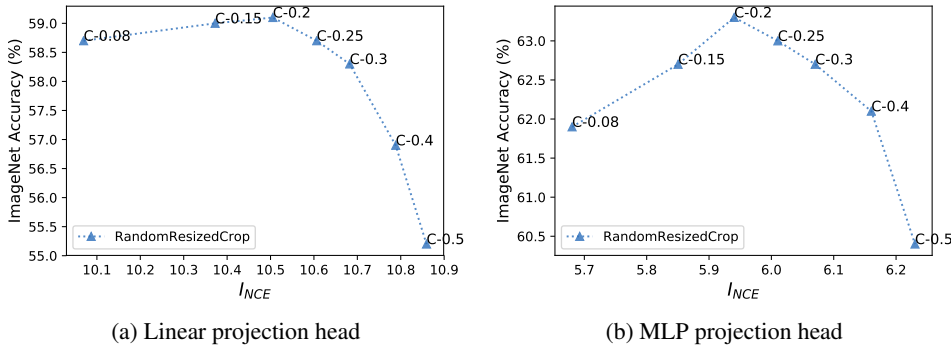 ImageNet Accuracy (%)
59.0
58.5
58.0
57.5
57.0
56.5
56.0
55.5
55.0
C-0.08
C-0.15
C-0.2
C-0.25
C-0.3
C-0.4
C-0.5
RandomResizedCrop
10.1 10.2 10.3 10.4 10.5 10.6 10.7 10.8 10.9
I_NCE
(a) Linear projection head
ImageNet Accuracy (%)
63.0
62.5
62.0
61.5
61.0
60.5
C-0.08
C-0.15
C-0.2
C-0.25
C-0.3
C-0.4
C-0.5
RandomResizedCrop
5.7 5.8 5.9 6.0 6.1 6.2
I_NCE
(b) MLP projection head